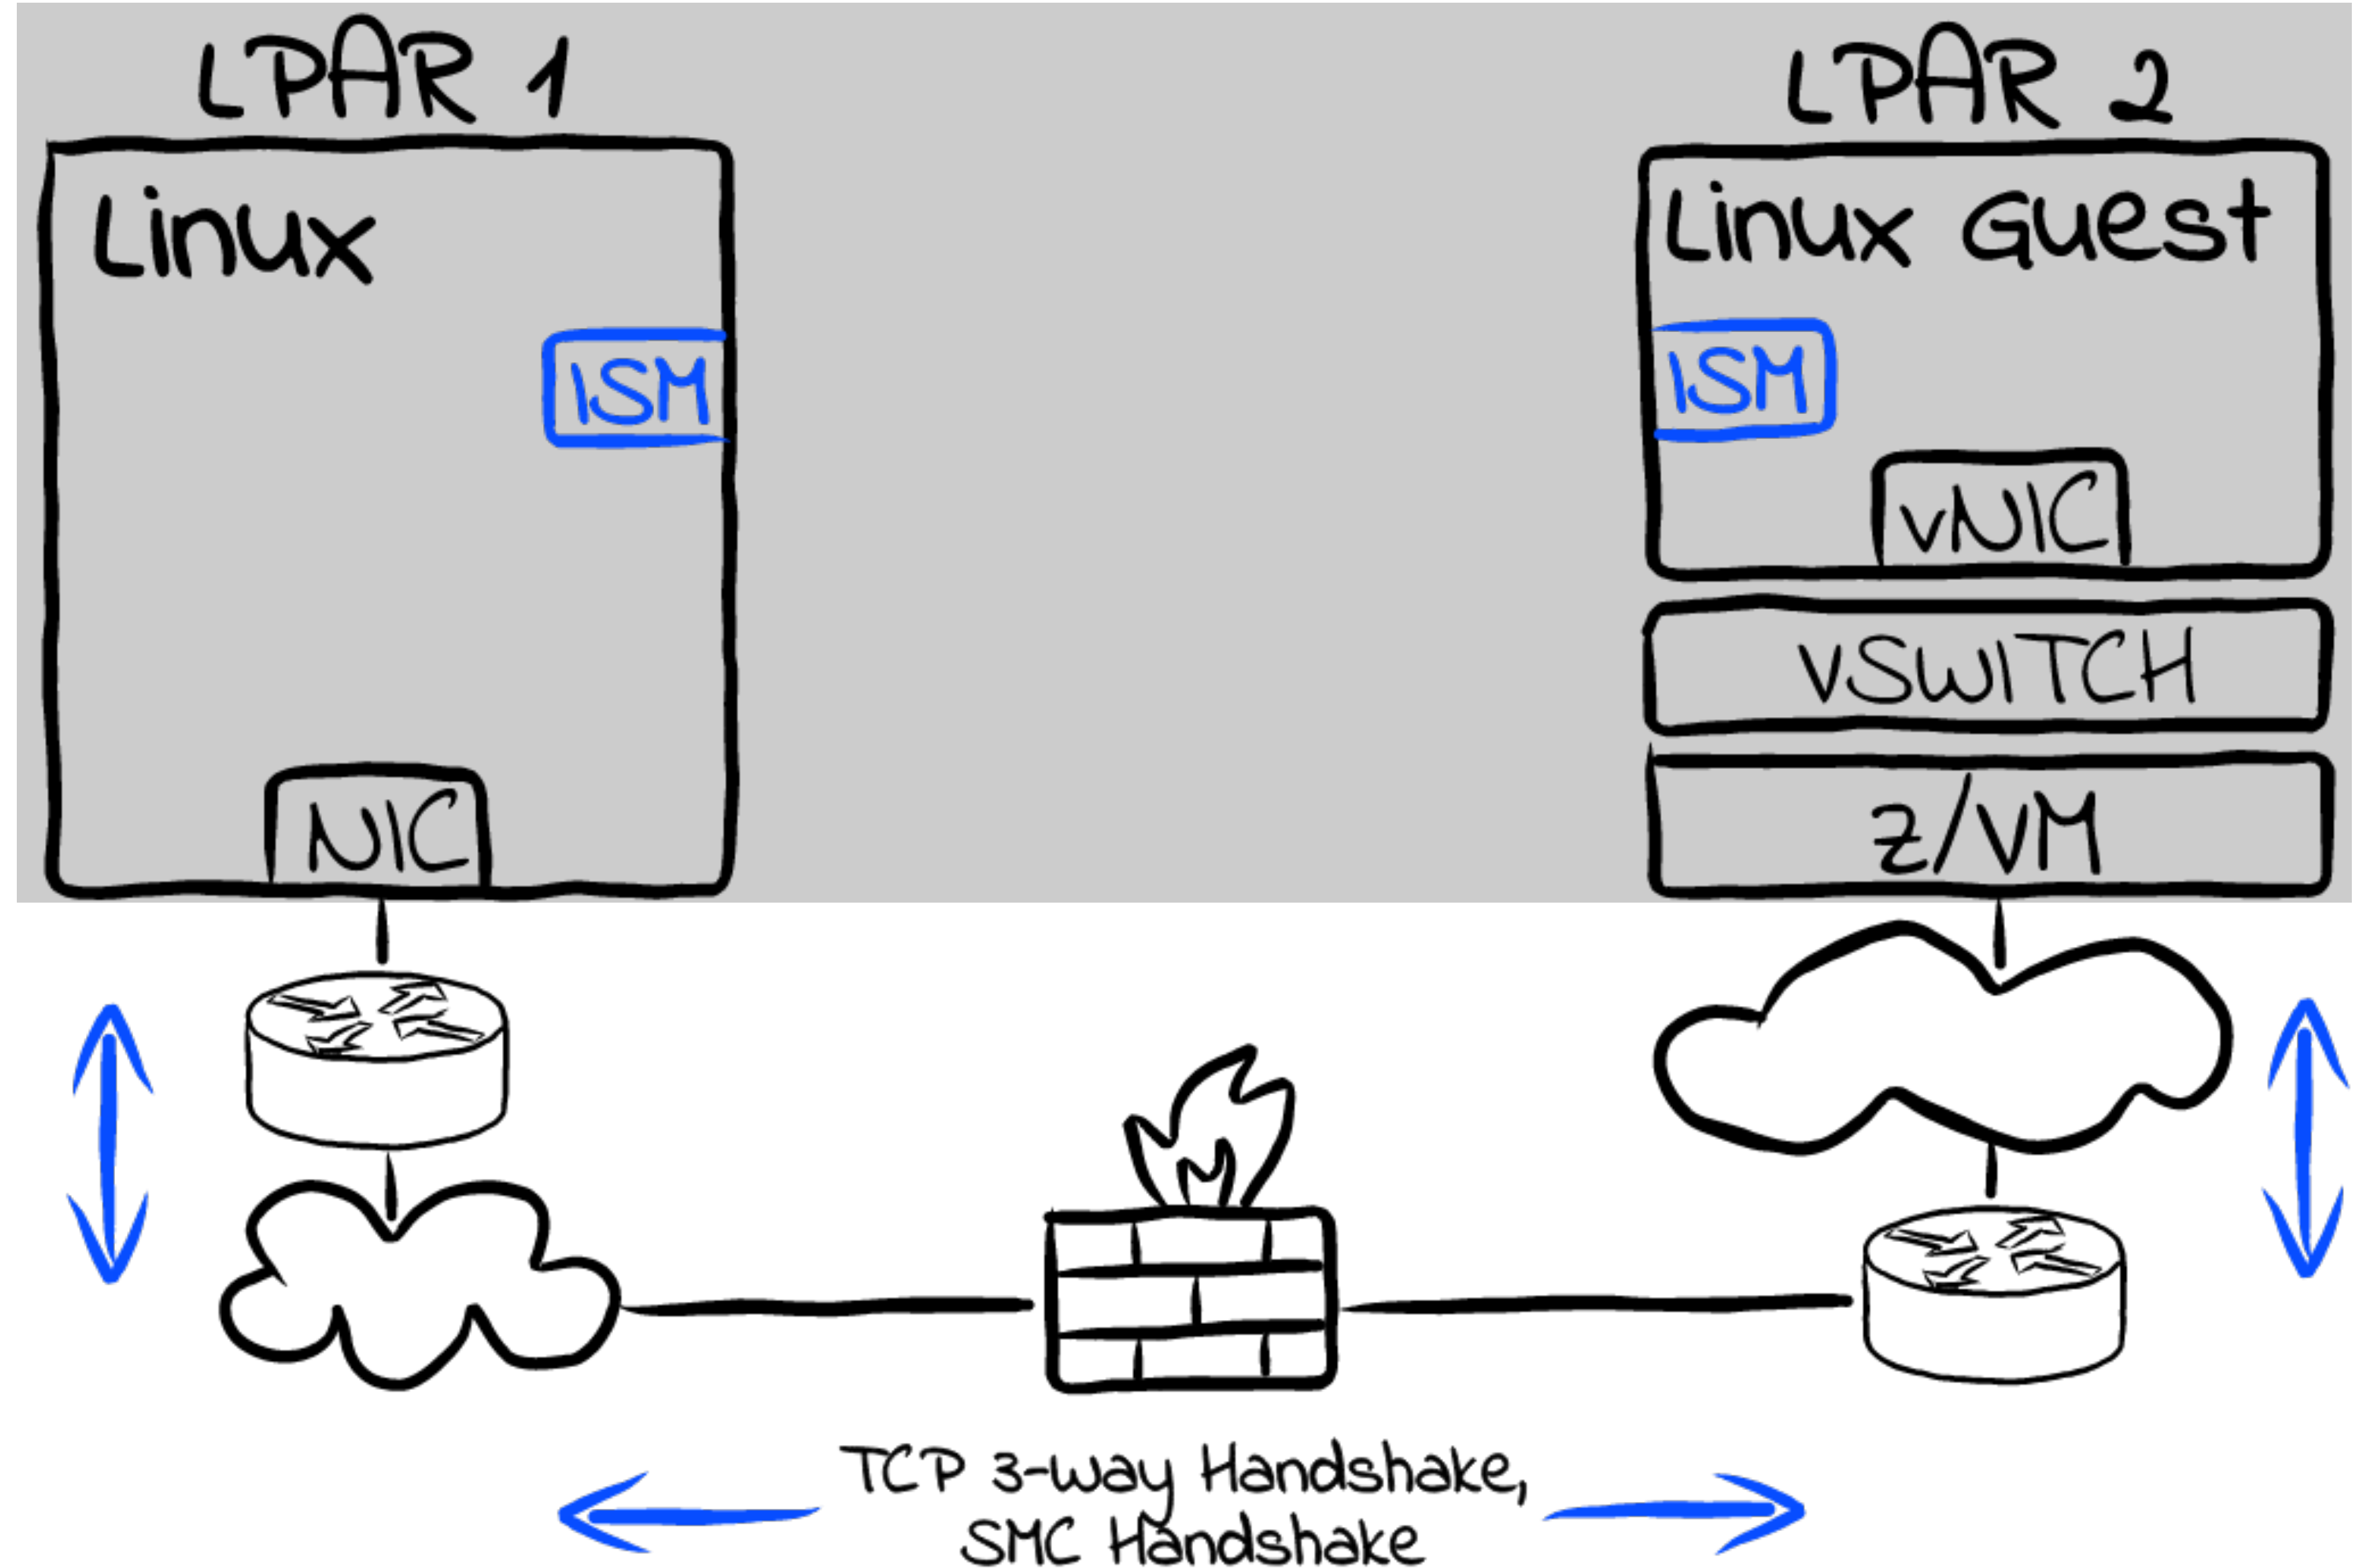 LPAR 1
LPAR 2
Linux
Linux Guest
ISM
ISM
vNIC
VSWITCH
NIC
z/VM
TCP 3-way Handshake,
SMC Handshake